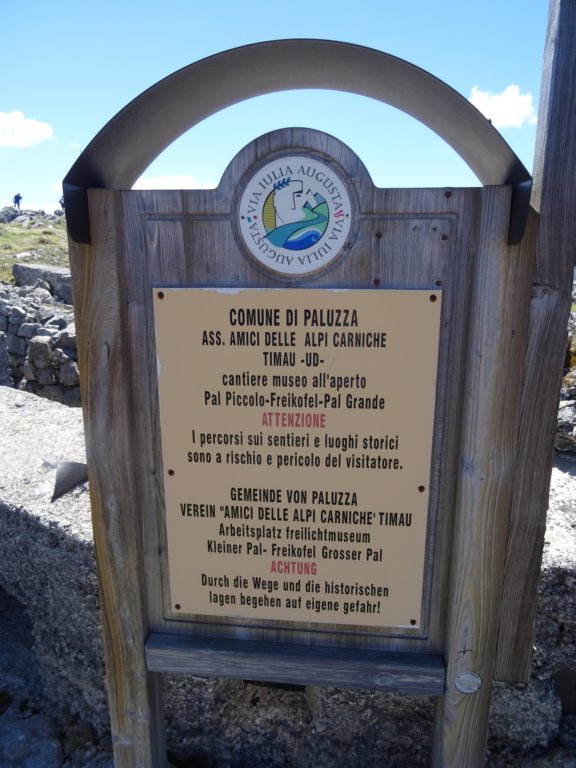 VIA IULIA AUGUSTA
VIA IULIA AUGUSTA
COMUNE DI PALUZZA
ASS. AMICI DELLE ALPI CARNICHE
TIMAU -UD-
cantiere museo all'aperto
Pal Piccolo-Freikofel-Pal Grande
ATTENZIONE
I percorsi sui sentieri e luoghi storici
sono a rischio e pericolo del visitatore.
GEMEINDE VON PALUZZA
VEREIN "AMICI DELLE ALPI CARNICHE' TIMAU
Arbeitsplatz freilichtmuseum
Kleiner Pal- Freikofel Grosser Pal
ACHTUNG
Durch die Wege und die historischen
lagen begehen auf eigene gefahr!